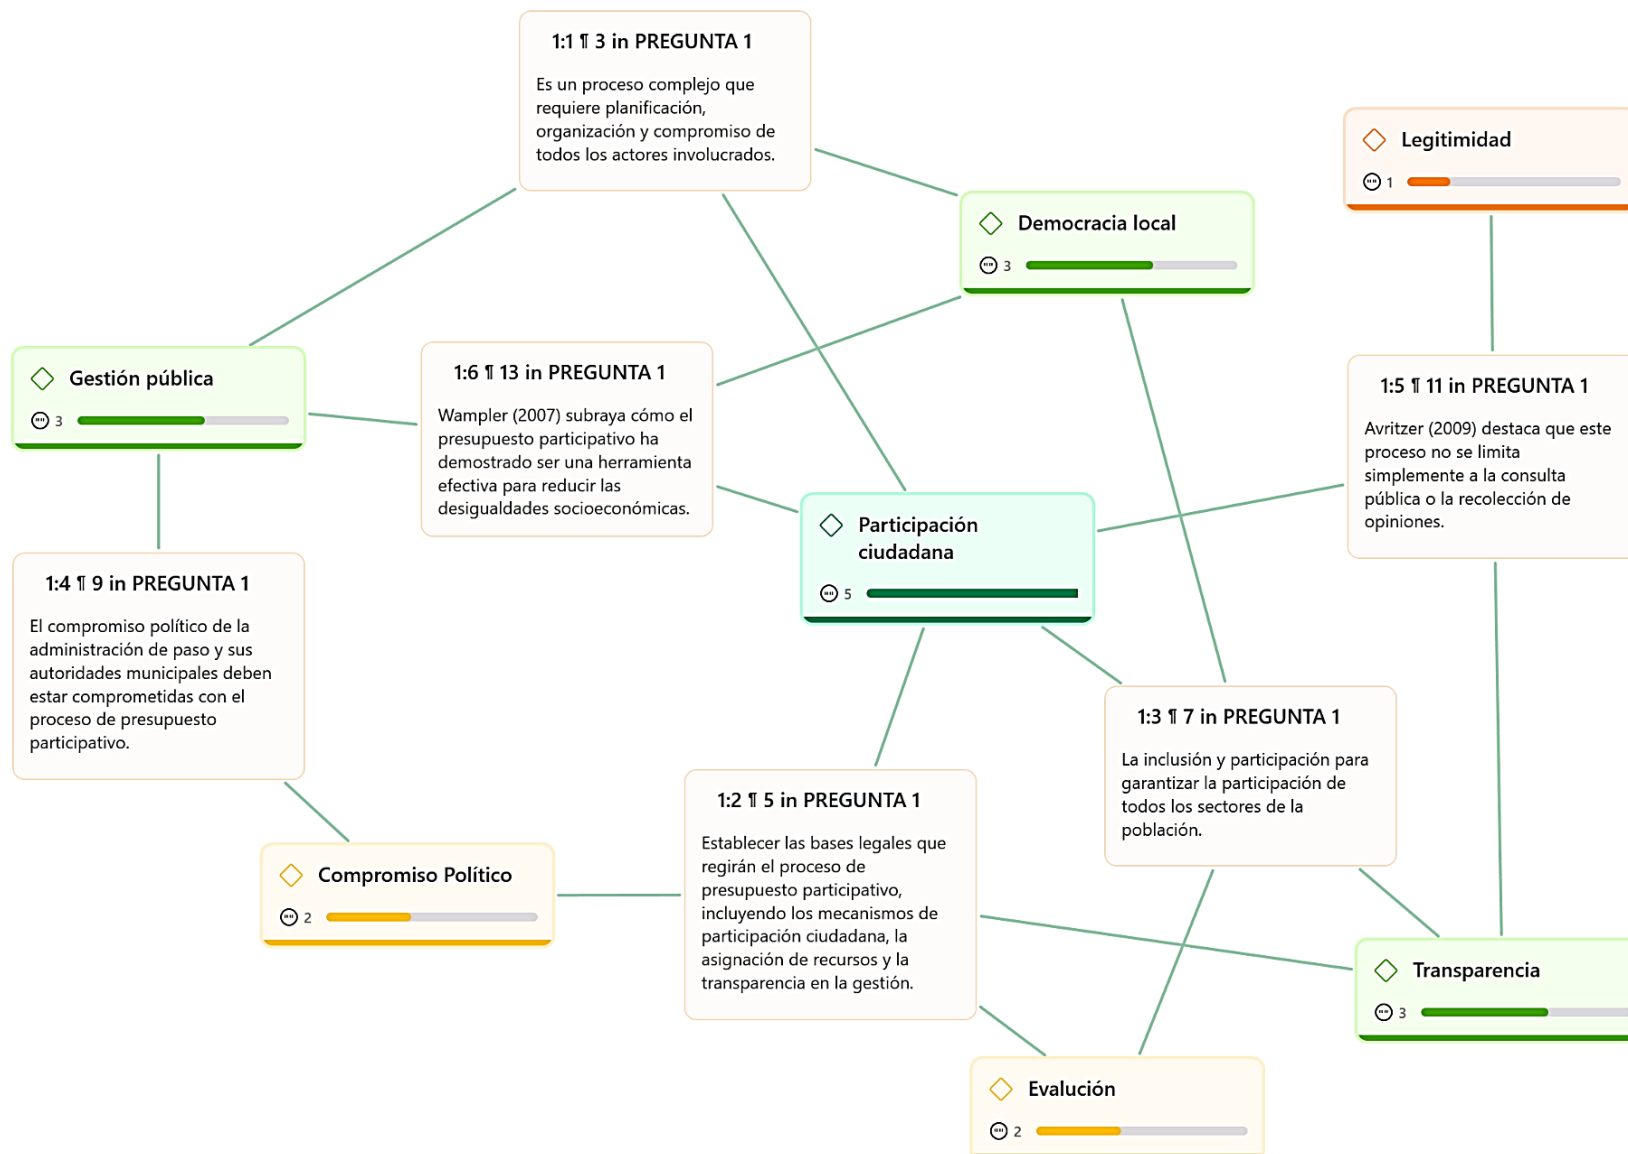 1:1 ¶ 3 in PREGUNTA 1
Es un proceso complejo que
requiere planificación,
organización y compromiso de
todos los actores involucrados.
Legitimidad
1
Democracia local
3
Gestión pública
3
1:6 ¶ 13 in PREGUNTA 1
Wampler (2007) subraya cómo el
presupuesto participativo ha
demostrado ser una herramienta
efectiva para reducir las
desigualdades socioeconómicas.
1:5 ¶ 11 in PREGUNTA 1
Avritzer (2009) destaca que este
proceso no se limita
simplemente a la consulta
pública o la recolección de
opiniones.
Participación
ciudadana
5
1:4 ¶ 9 in PREGUNTA 1
El compromiso político de la
administración de paso y sus
autoridades municipales deben
estar comprometidas con el
proceso de presupuesto
participativo.
1:3 ¶ 7 in PREGUNTA 1
La inclusión y participación para
garantizar la participación de
todos los sectores de la
población.
1:2 ¶ 5 in PREGUNTA 1
Establecer las bases legales que
regirán el proceso de
presupuesto participativo,
incluyendo los mecanismos de
participación ciudadana, la
asignación de recursos y la
transparencia en la gestión.
Compromiso Político
2
Transparencia
3
Evalución
2